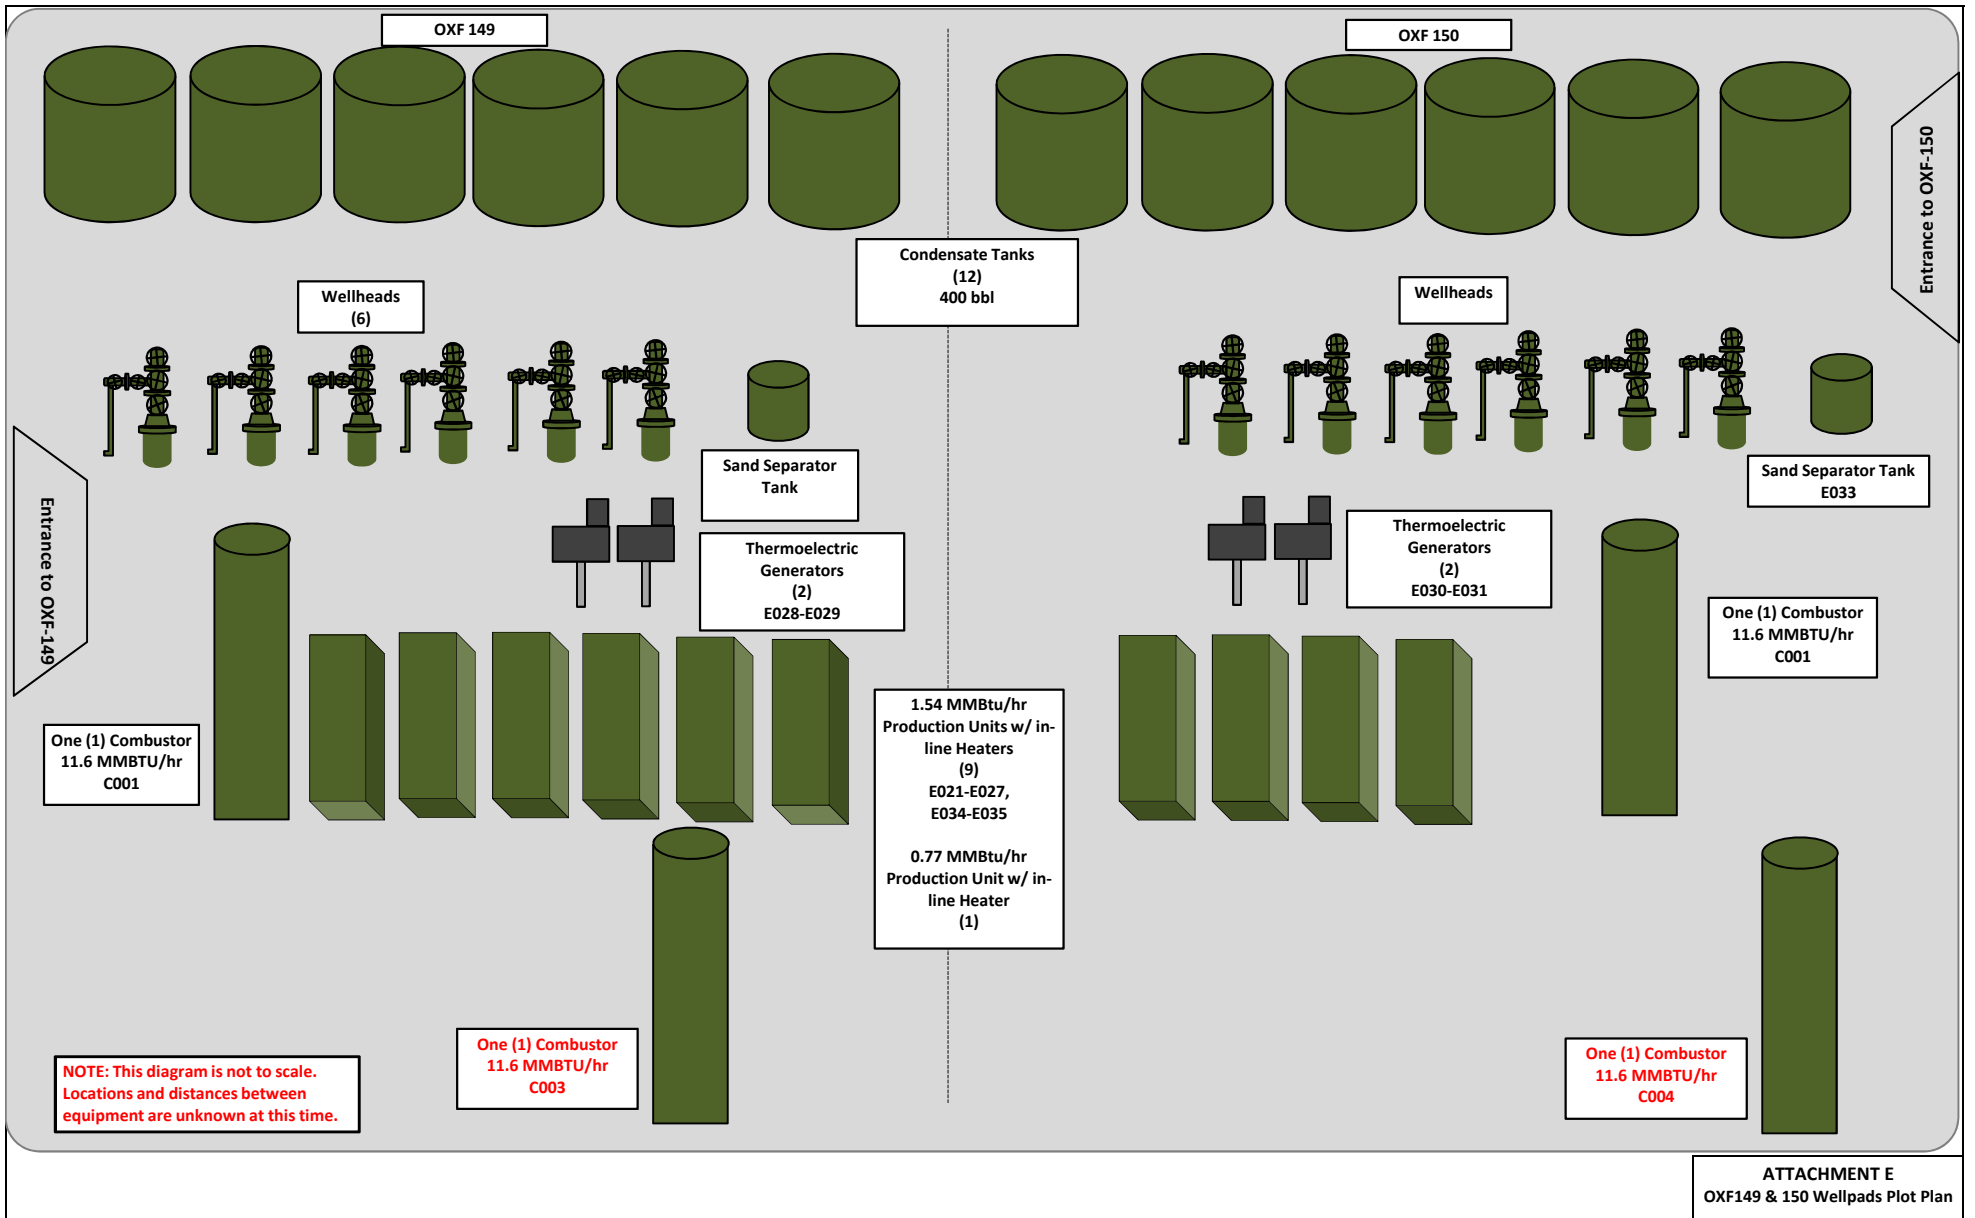 OXF 149
OXF 150
Entrance to OXF-150
Condensate Tanks
(12)
400 bbl
Wellheads
(6)
Wellheads
Sand Separator
Tank
Sand Separator Tank
E033
Entrance to OXF-149
Thermoelectric
Generators
(2)
E028-E029
Thermoelectric
Generators
(2)
E030-E031
One (1) Combustor
11.6 MMBTU/hr
C001
One (1) Combustor
11.6 MMBTU/hr
C001
1.54 MMBtu/hr
Production Units w/ in-
line Heaters
(9)
E021-E027,
E034-E035
0.77 MMBtu/hr
Production Unit w/ in-
line Heater
(1)
One (1) Combustor
11.6 MMBTU/hr
C003
One (1) Combustor
11.6 MMBTU/hr
C004
NOTE: This diagram is not to scale.
Locations and distances between
equipment are unknown at this time.
ATTACHMENT E
OXF149 & 150 Wellpads Plot Plan